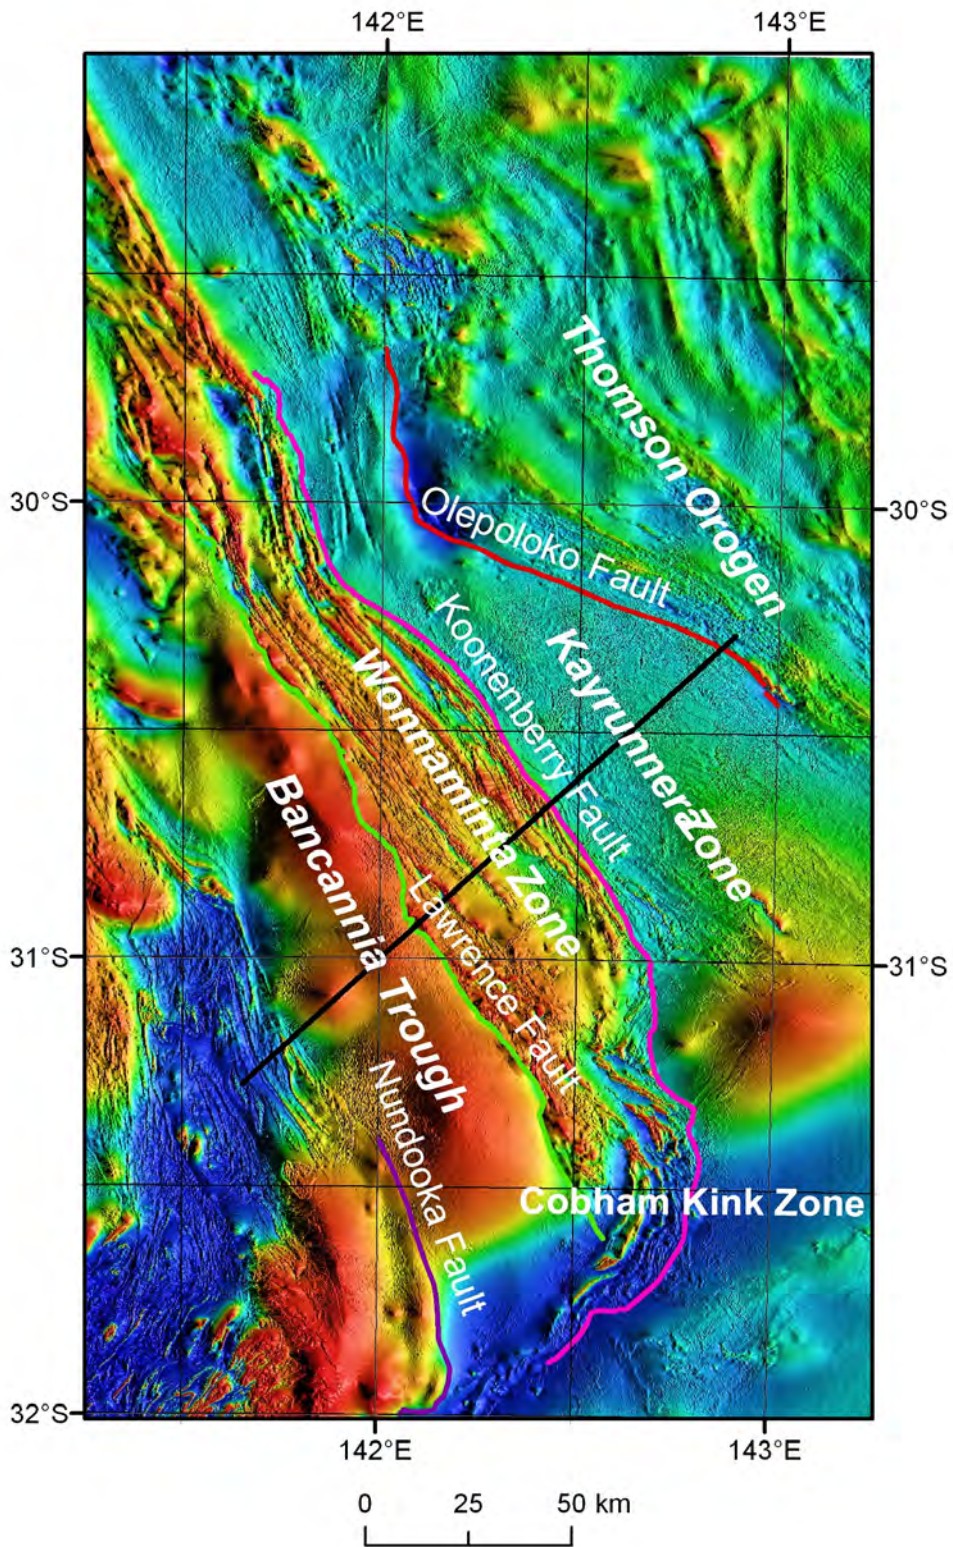 142°E
143°E
Thomson Orogen
30°S
30°S
Olepoloko Fault
Koonenberry Fault
Kayrunnera Zone
Wonnaminta Zone
Bancannia Trough
Lawrence Fault
31°S
31°S
Nundooka Fault
Cobham Kink Zone
32°S
142°E
143°E
0 25 50 km